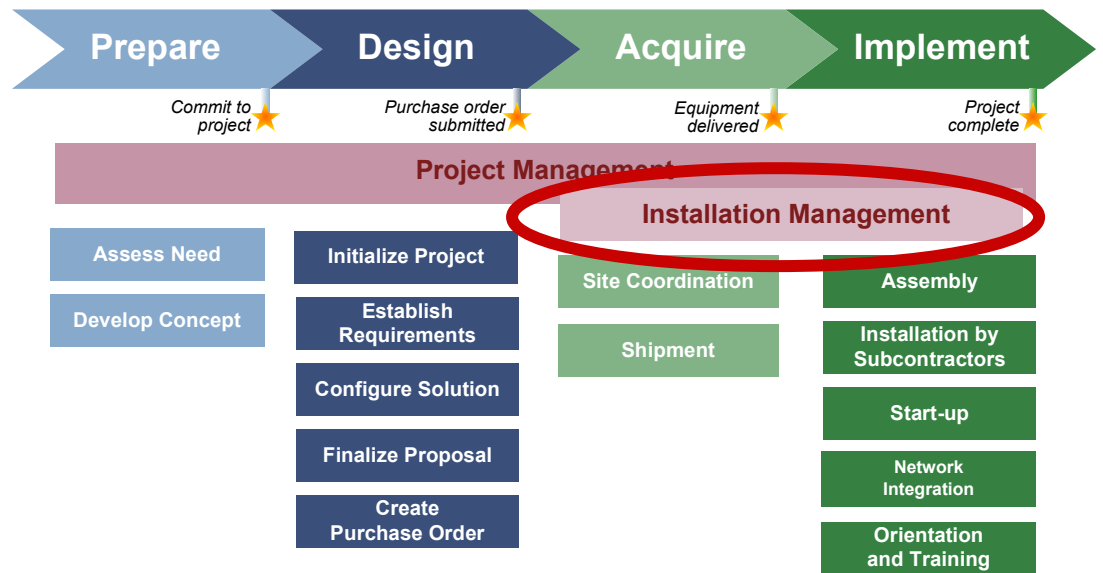 Prepare
Design
Acquire
Implement
Commit to
project
Purchase order
submitted
Equipment
delivered
Project
complete
Project Management
Installation Management
Assess Need
Develop Concept
Initialize Project
Establish
Requirements
Configure Solution
Finalize Proposal
Create
Purchase Order
Site Coordination
Shipment
Assembly
Installation by
Subcontractors
Start-up
Network
Integration
Orientation
and Training